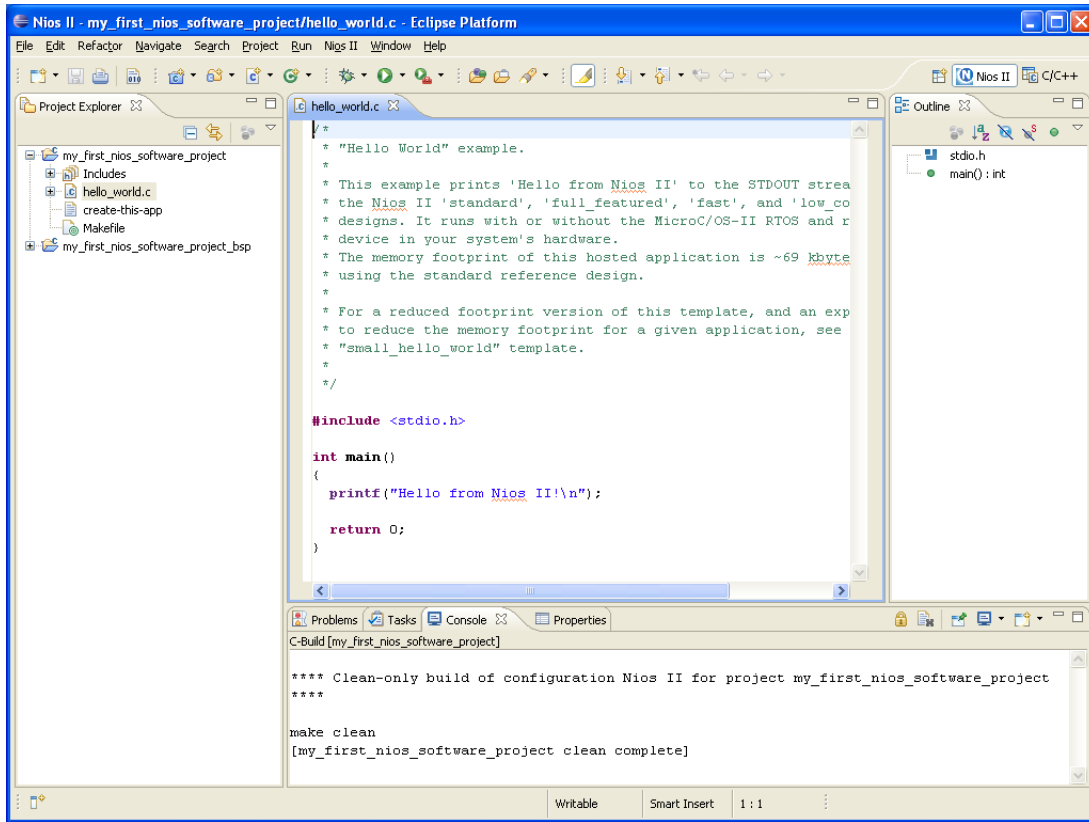 Nios II - my_first_nios_software_project/hello_world.c - Eclipse Platform
File Edit Refactor Navigate Search Project Run Nios II Window Help
Nios II C/C++
Project Explorer
my_first_nios_software_project
Includes
hello_world.c
create-this-app
Makefile
my_first_nios_software_project_bsp
hello_world.c
/*
* "Hello World" example.
*
* This example prints 'Hello from Nios II' to the STDOUT strea
* the Nios II 'standard', 'full_featured', 'fast', and 'low_co
* designs. It runs with or without the MicroC/OS-II RTOS and r
* device in your system's hardware.
* The memory footprint of this hosted application is ~69 kbyte
* using the standard reference design.
*
* For a reduced footprint version of this template, and an exp
* to reduce the memory footprint for a given application, see
* "small_hello_world" template.
*
*/
#include <stdio.h>
int main()
{
printf("Hello from Nios II!\n");
return 0;
}
Outline
stdio.h
main() : int
Problems Tasks Console Properties
C-Build [my_first_nios_software_project]
**** Clean-only build of configuration Nios II for project my_first_nios_software_project
****
make clean
[my_first_nios_software_project clean complete]
Writable Smart Insert 1 : 1